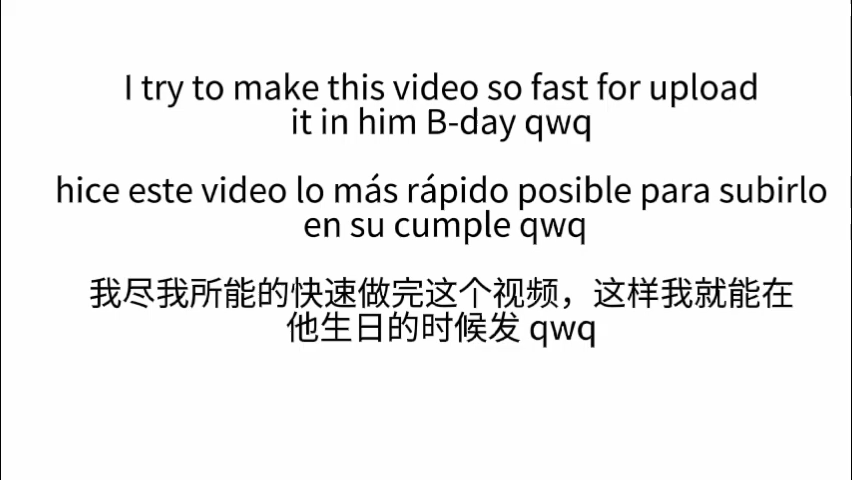 I try to make this video so fast for upload
it in him B-day qwq
hice este video lo más rápido posible para subirlo
en su cumple qwq
我尽我所能的快速做完这个视频，这样我就能在
他生日的时候发 qwq